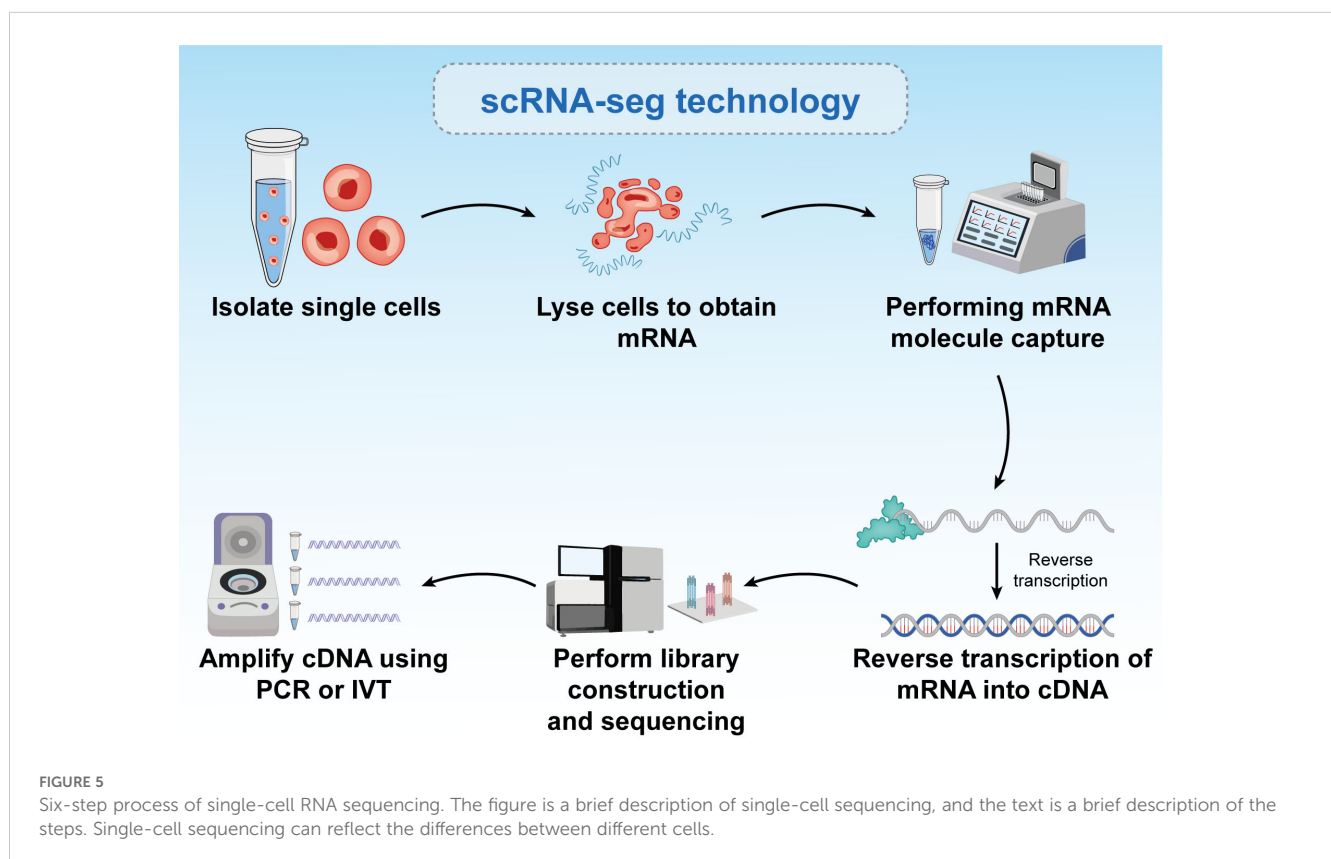 scRNA-seg technology
Isolate single cells
Lyse cells to obtain
mRNA
Performing mRNA
molecule capture
Reverse
transcription
Reverse transcription of
mRNA into cDNA
Perform library
construction
and sequencing
Amplify cDNA using
PCR or IVT
FIGURE 5
Six-step process of single-cell RNA sequencing. The figure is a brief description of single-cell sequencing, and the text is a brief description of the
steps. Single-cell sequencing can reflect the differences between different cells.